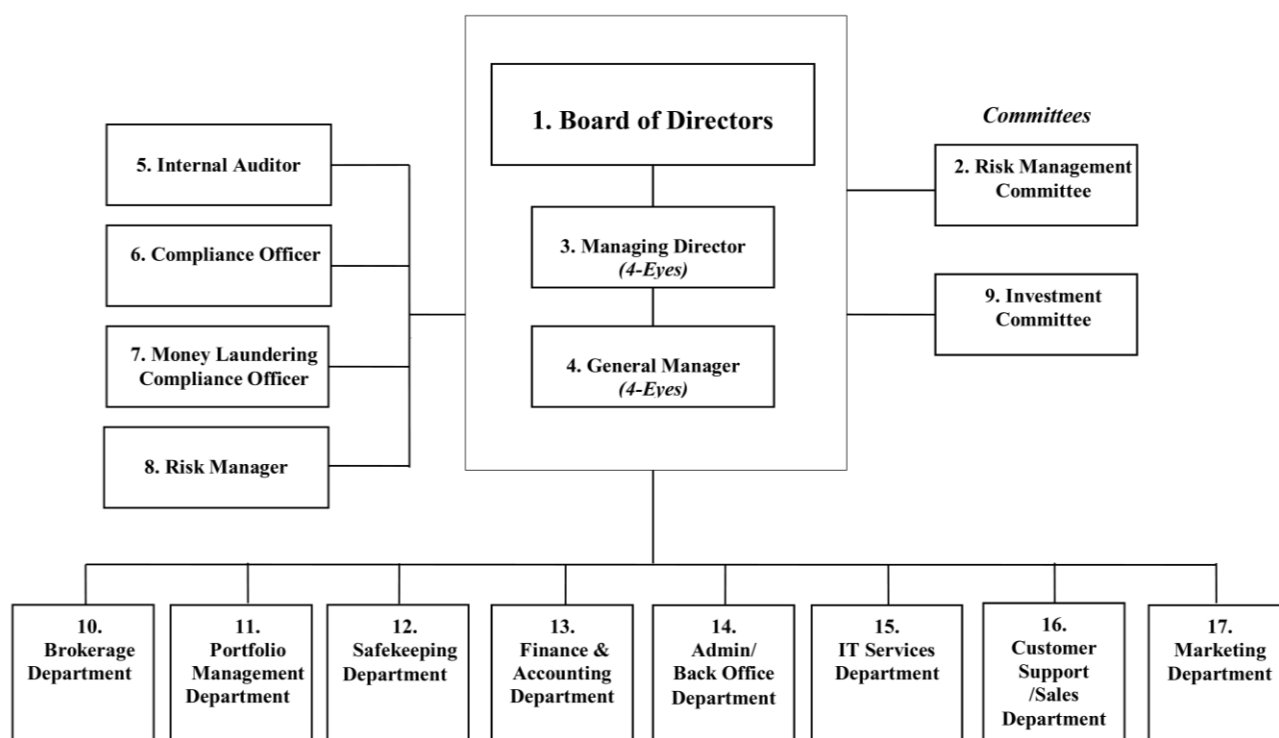 1. Board of Directors
Committees
5. Internal Auditor
2. Risk Management
Committee
6. Compliance Officer
3. Managing Director
(4-Eyes)
9. Investment
Committee
7. Money Laundering
Compliance Officer
4. General Manager
(4-Eyes)
8. Risk Manager
10.
Brokerage
Department
11.
Portfolio
Management
Department
12.
Safekeeping
Department
13.
Finance &
Accounting
Department
14.
Admin/
Back Office
Department
15.
IT Services
Department
16.
Customer
Support
/Sales
Department
17.
Marketing
Department